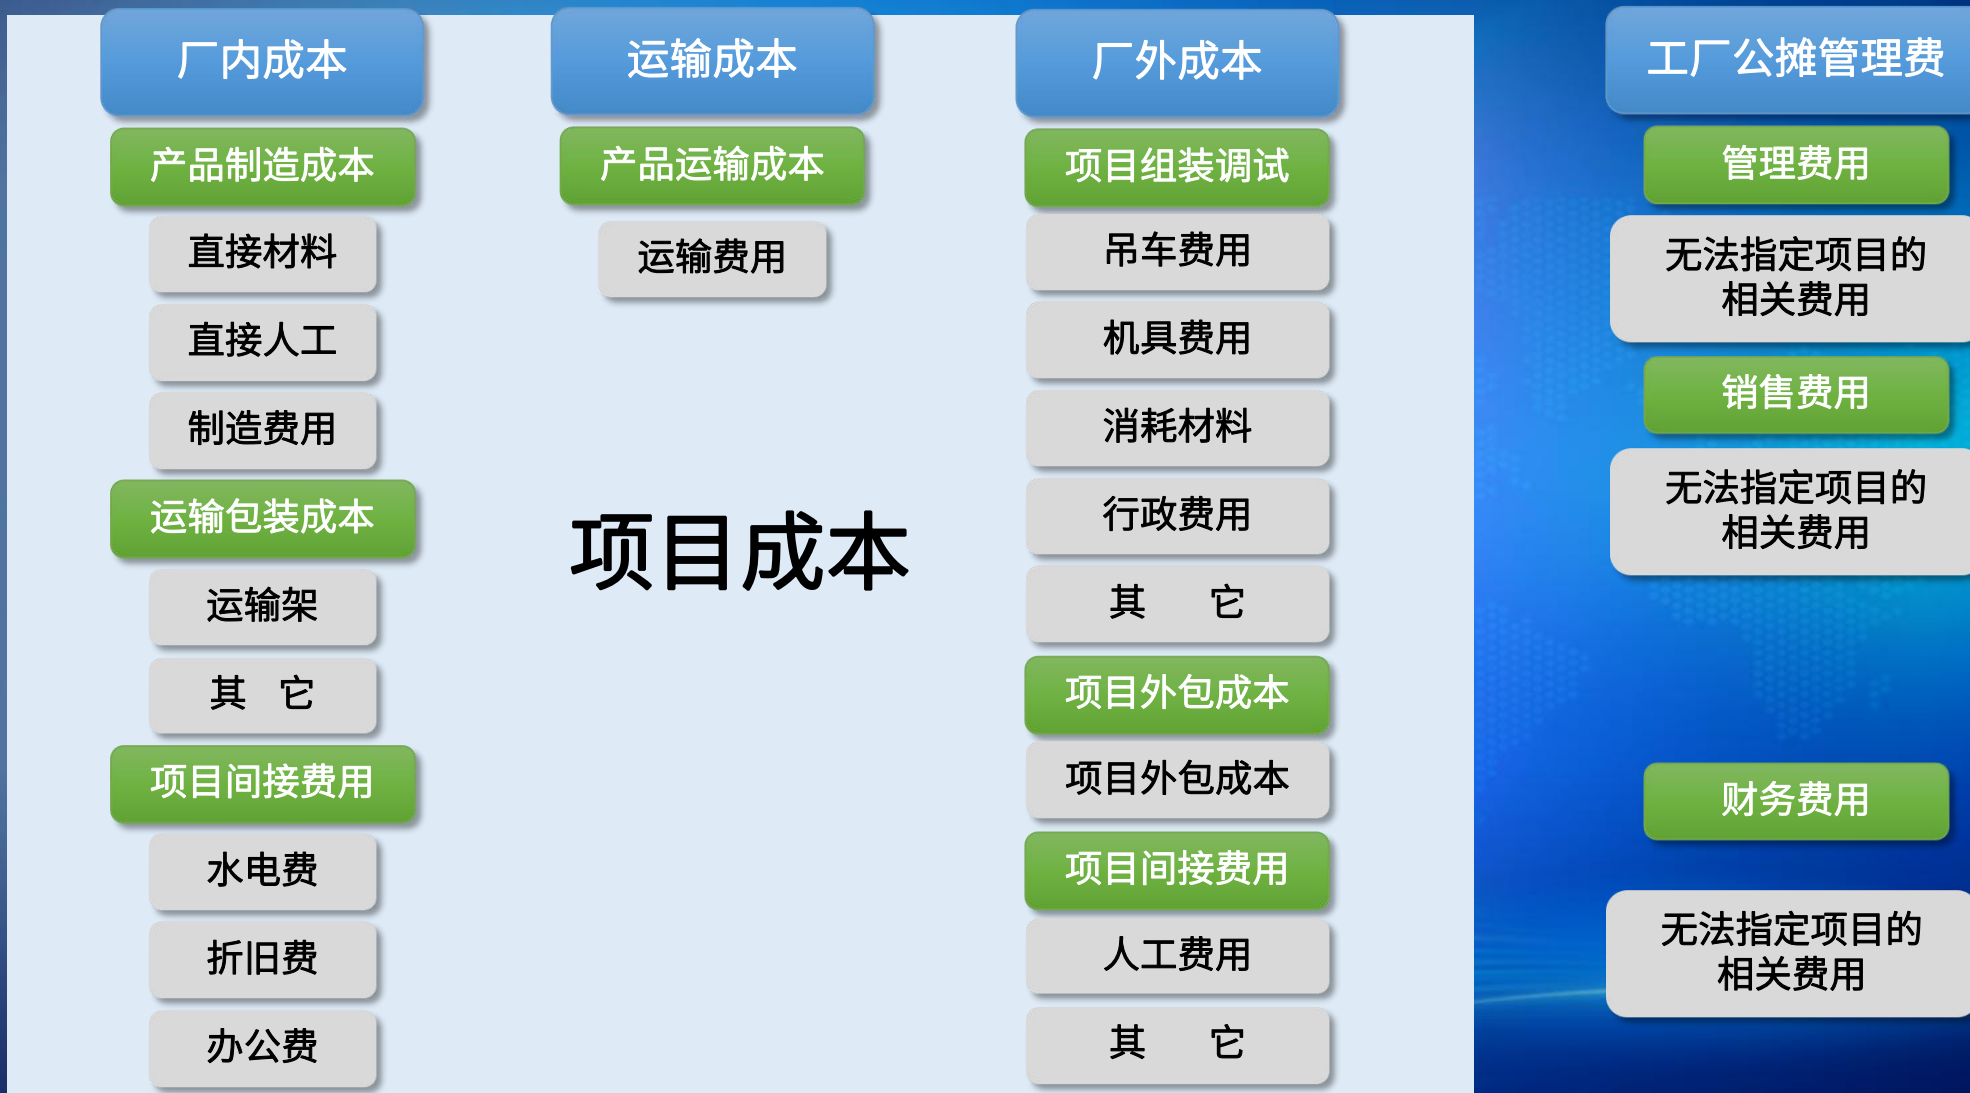 厂内成本
产品制造成本
直接材料
直接人工
制造费用
运输包装成本
运输架
其 它
项目间接费用
水电费
折旧费
办公费
运输成本
产品运输成本
运输费用
项目成本
厂外成本
项目组装调试
吊车费用
机具费用
消耗材料
行政费用
其 它
项目外包成本
项目外包成本
项目间接费用
人工费用
其 它
工厂公摊管理费
管理费用
无法指定项目的
相关费用
销售费用
无法指定项目的
相关费用
财务费用
无法指定项目的
相关费用